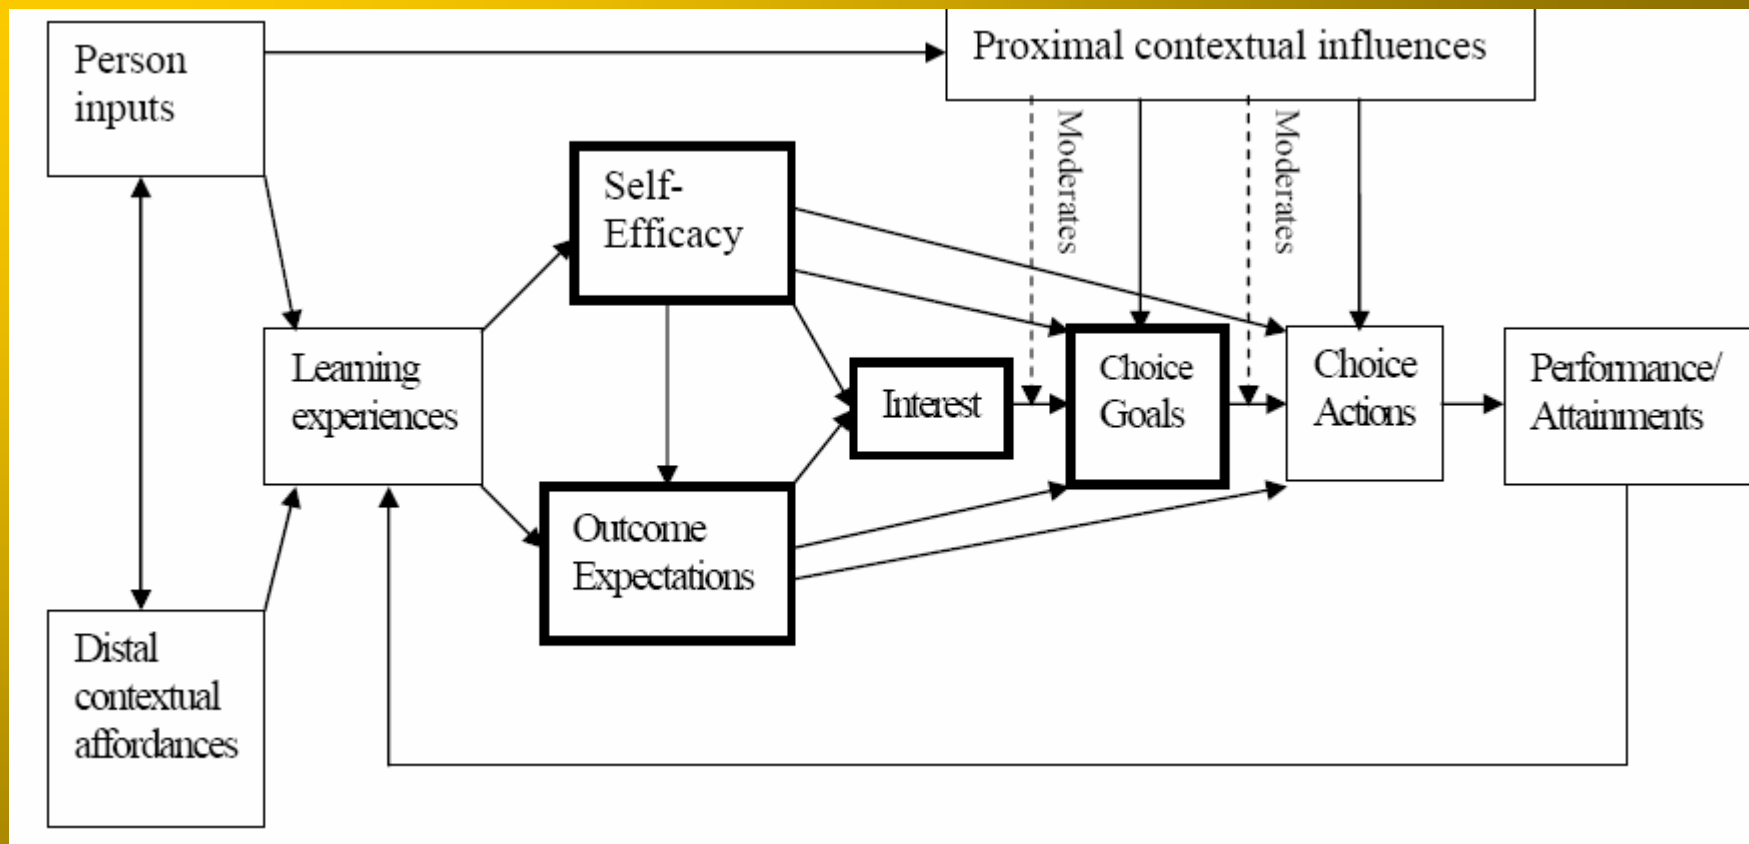 Person
inputs
Proximal contextual influences
Moderates
Moderates
Self-
Efficacy
Learning
experiences
Interest
Choice
Goals
Choice
Actions
Performance/
Attainments
Outcome
Expectations
Distal
contextual
affordances